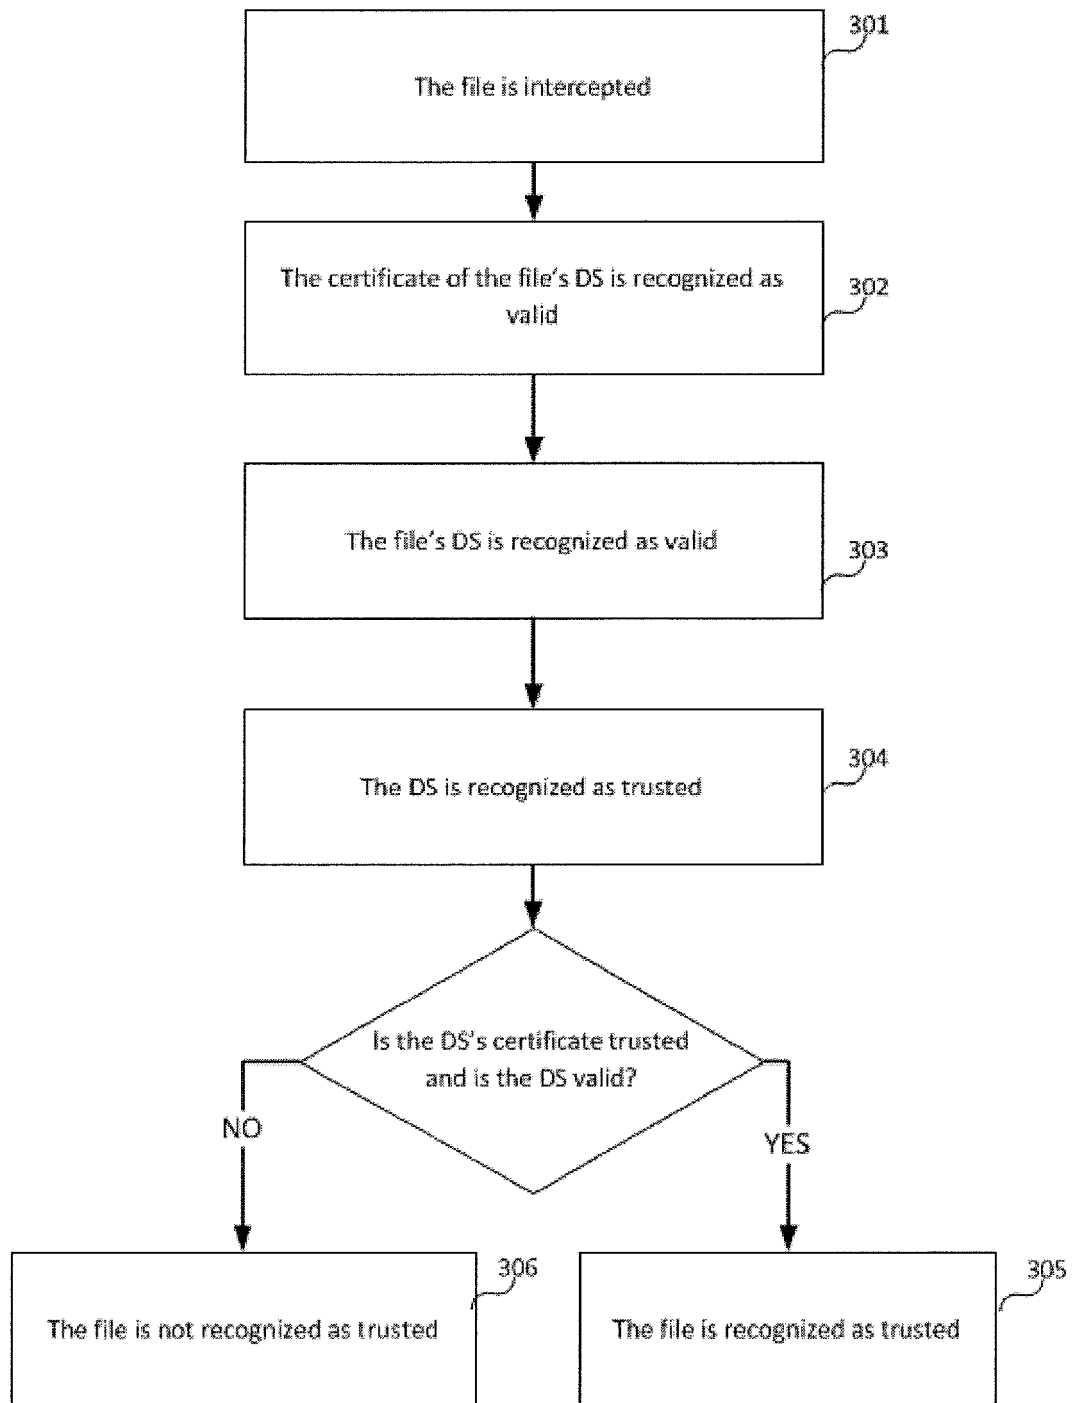 301
The file is intercepted
The certificate of the file's DS is recognized as
valid
302
The file's DS is recognized as valid
303
The DS is recognized as trusted
304
Is the DS's certificate trusted
and is the DS valid?
NO
YES
306
The file is not recognized as trusted
305
The file is recognized as trusted